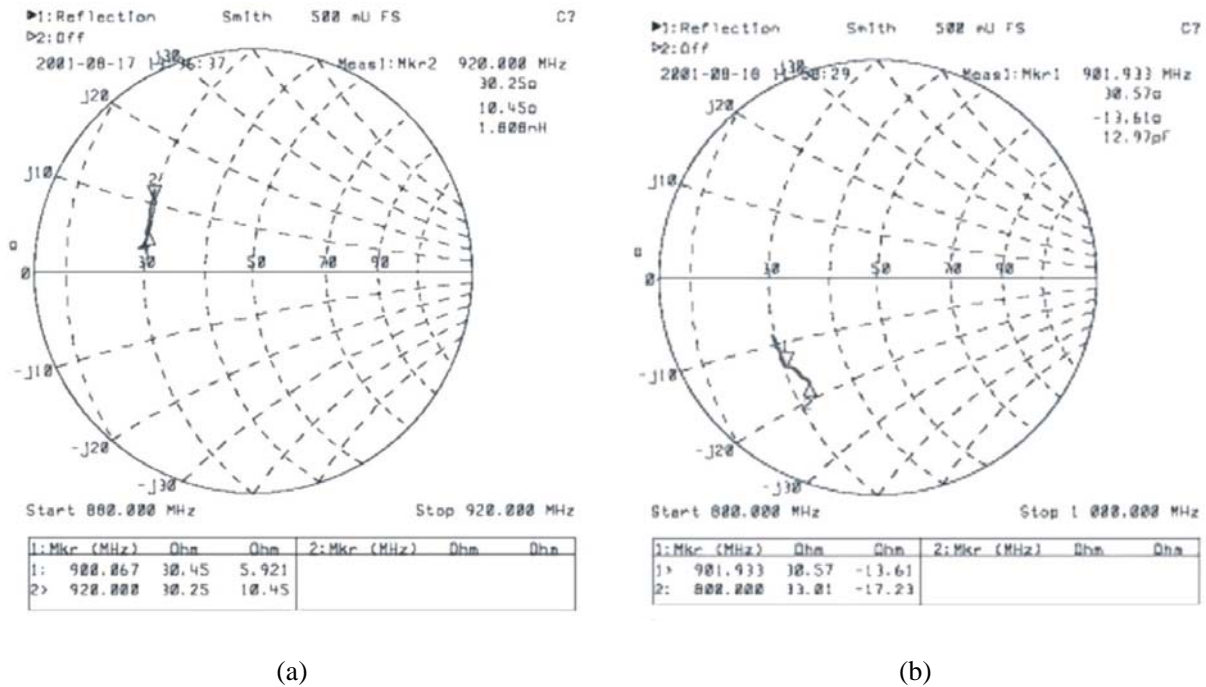 ▶1:Reflection Smith 500 mU FS C7
▷2:Off
j30
2001-08-17 Meas1:Mkr2 920.000 MHz
30.25Ω
10.45Ω
1.808nH
j20
j10
2
0 30 50 70 90
-j10
-j20
-j30
Start 880.000 MHz Stop 920.000 MHz
1:Mkr (MHz) Ohm Ohm 2:Mkr (MHz) Ohm Ohm
1: 900.067 30.45 5.921
2> 920.000 30.25 10.45
(a)
▶1:Reflection Smith 500 mU FS C7
▷2:Off
j30
Meas1:Mkr1 901.933 MHz
30.57Ω
-13.61Ω
12.97pF
j20
j10
0 30 50 70 90
1
2
-j10
-j20
-j30
Start 800.000 MHz Stop 1 000.000 MHz
1:Mkr (MHz) Ohm Ohm 2:Mkr (MHz) Ohm Ohm
1> 901.933 30.57 -13.61
2: 800.000 33.01 -17.23
(b)